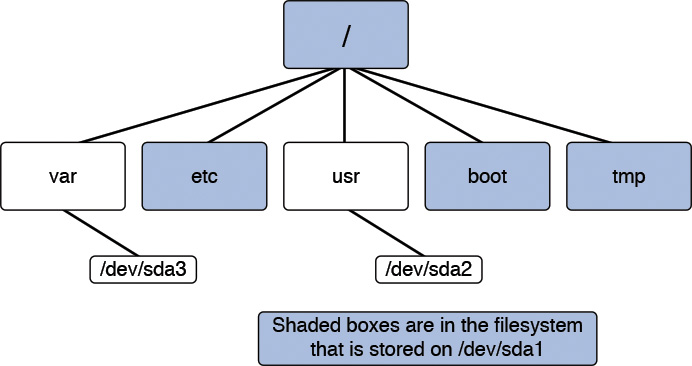 /
var
etc
usr
boot
tmp
/dev/sda3
/dev/sda2
Shaded boxes are in the filesystem
that is stored on /dev/sda1